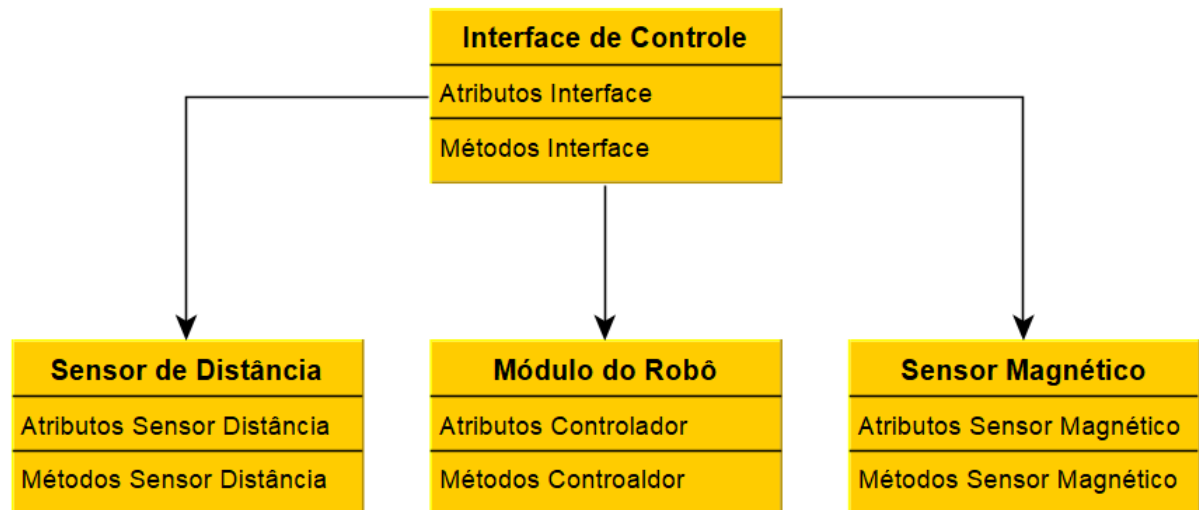 Interface de Controle
Atributos Interface
Métodos Interface
Sensor de Distância
Atributos Sensor Distância
Métodos Sensor Distância
Módulo do Robô
Atributos Controlador
Métodos Controaldor
Sensor Magnético
Atributos Sensor Magnético
Métodos Sensor Magnético